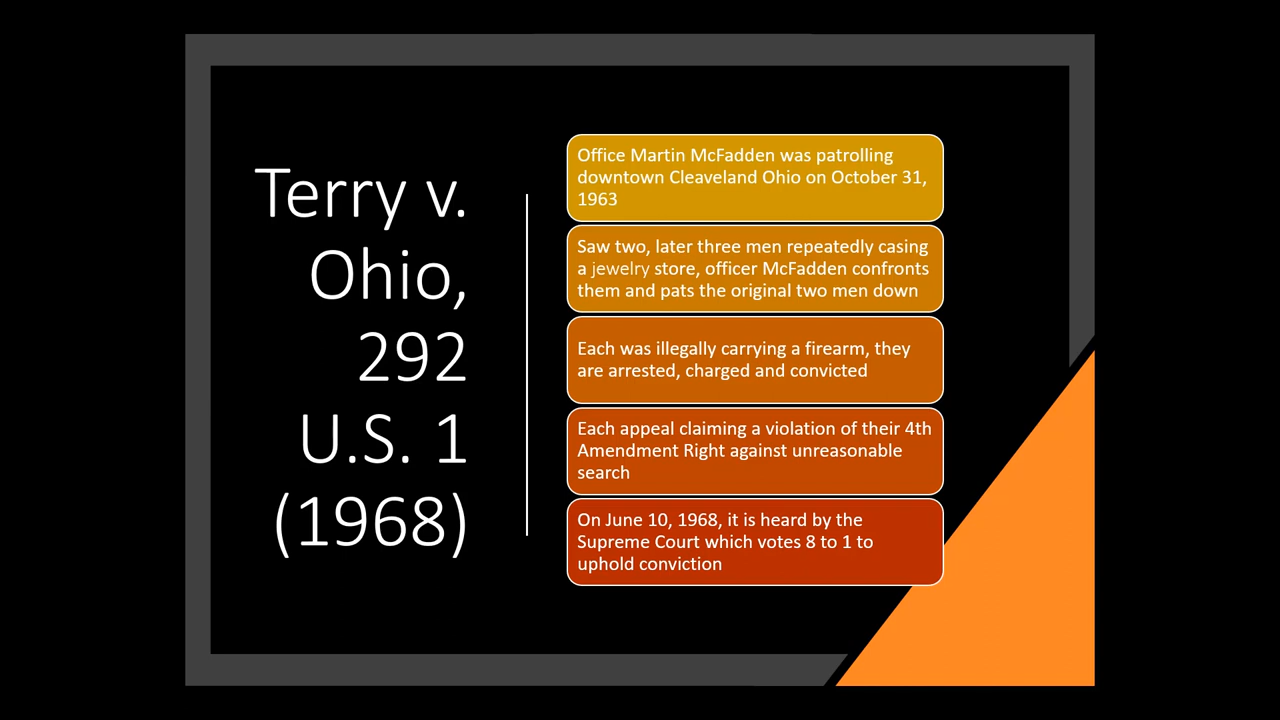 Terry v.
Ohio,
292
U.S. 1
(1968)
Office Martin McFadden was patrolling
downtown Cleaveland Ohio on October 31,
1963
Saw two, later three men repeatedly casing
a jewelry store, officer McFadden confronts
them and pats the original two men down
Each was illegally carrying a firearm, they
are arrested, charged and convicted
Each appeal claiming a violation of their 4th
Amendment Right against unreasonable
search
On June 10, 1968, it is heard by the
Supreme Court which votes 8 to 1 to
uphold conviction